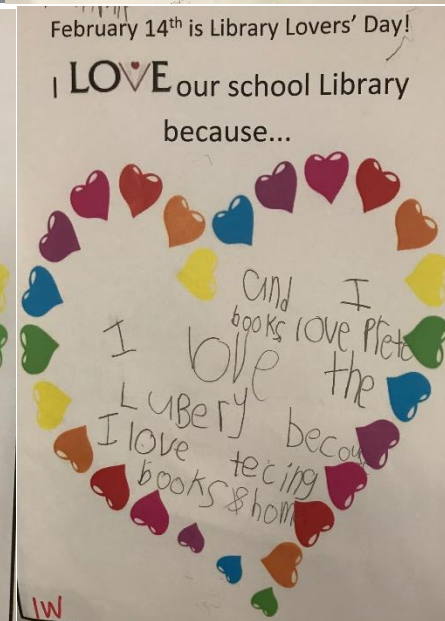 February 14th is Library Lovers' Day!
I LOVE our school Library
because...
and I
books love Prete
I love the
LuBery becou
I love tecing
books & hom
1W